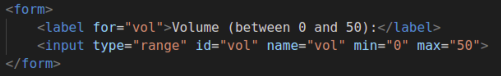 <form>
    <label for="vol">Volume (between 0 and 50):</label>
    <input type="range" id="vol" name="vol" min="0" max="50">
</form>